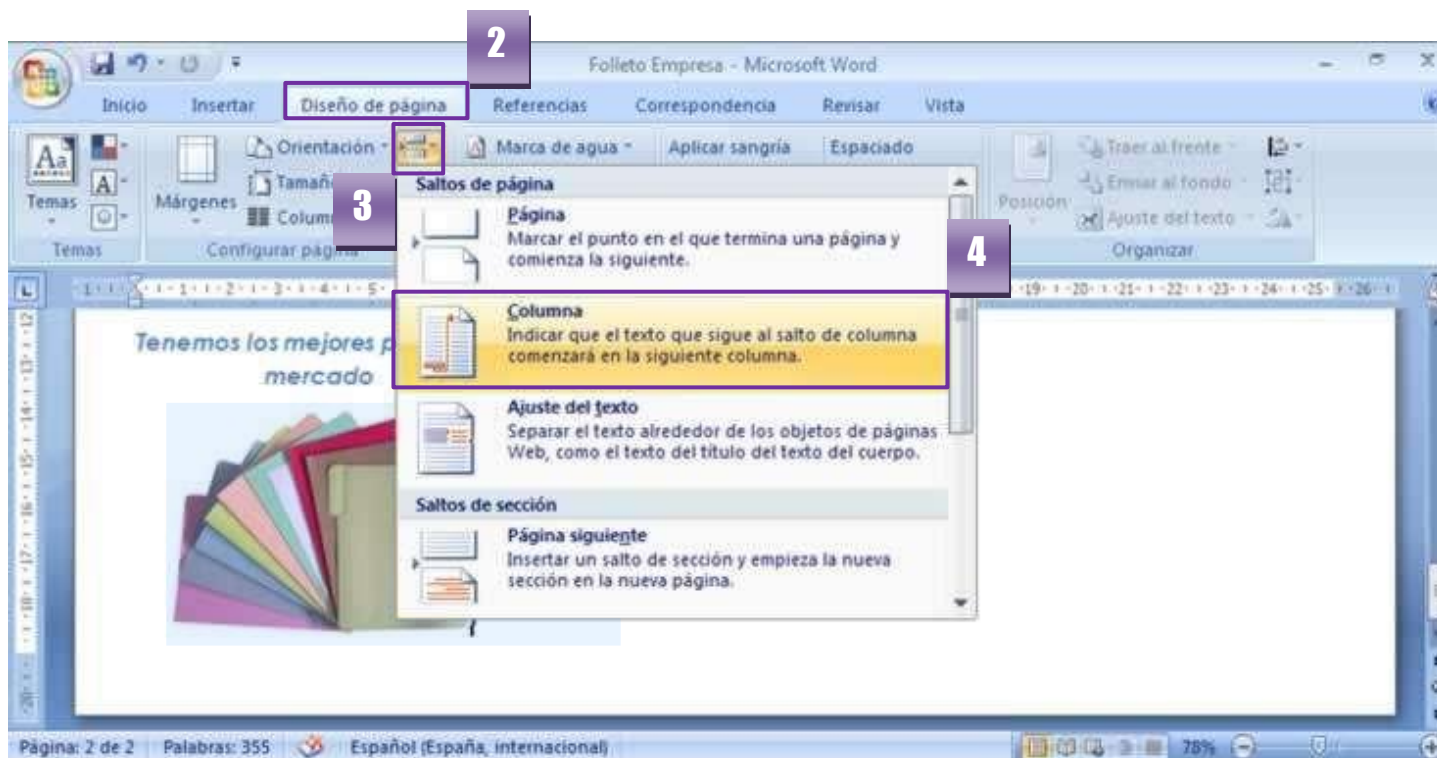 2
Folleto Empresa - Microsoft Word
Inicio Insertar Diseño de página Referencias Correspondencia Revisar Vista
Orientación Marca de agua Aplicar sangría Espaciado Traer al frente
Temas Márgenes 3 Saltos de página Posición Enviar al fondo
Ajuste del texto
Temas Configurar página Organizar
Página
Marcar el punto en el que termina una página y
comienza la siguiente.
4
Columna
Indicar que el texto que sigue al salto de columna
comenzará en la siguiente columna.
Ajuste del texto
Separar el texto alrededor de los objetos de páginas
Web, como el texto del título del texto del cuerpo.
Saltos de sección
Página siguiente
Insertar un salto de sección y empieza la nueva
sección en la nueva página.
Tenemos los mejores
mercado
Página: 2 de 2 Palabras: 355 Español (España, internacional) 78%